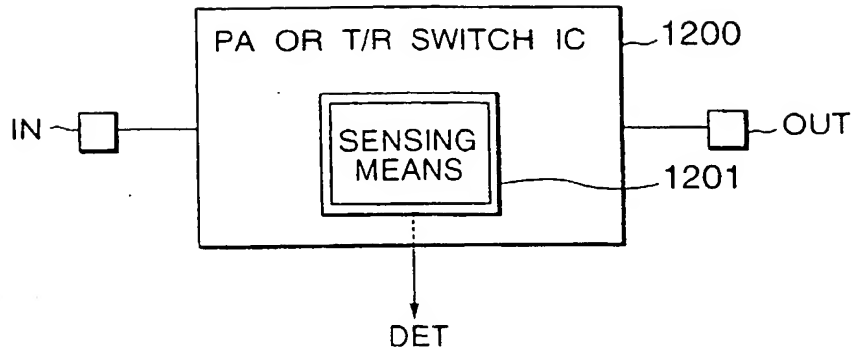 PA OR T/R SWITCH IC
1200
IN
OUT
SENSING
MEANS
1201
DET